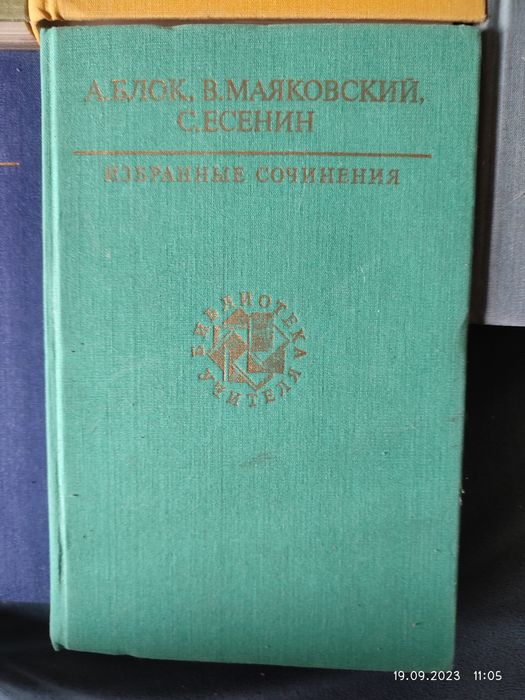 А.БЛОК, В.МАЯКОВСКИЙ,
С.ЕСЕНИН
ИЗБРАННЫЕ СОЧИНЕНИЯ
БИБЛИОТЕКА
УЧИТЕЛЯ
19.09.2023 11:05